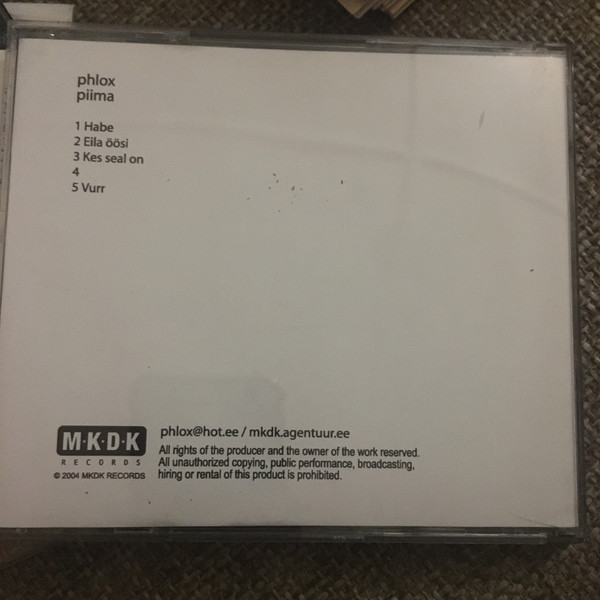 phlox
piima
1 Habe
2 Eila öösi
3 Kes seal on
4
5 Vurr
M·K·D·K
RECORDS
© 2004 MKDK RECORDS
phlox@hot.ee / mkdk.agentuur.ee
All rights of the producer and the owner of the work reserved.
All unauthorized copying, public performance, broadcasting,
hiring or rental of this product is prohibited.